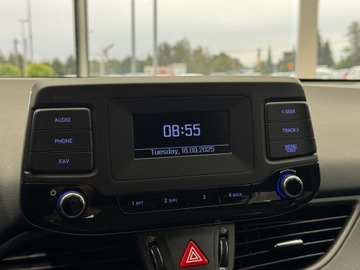 AUDIO
PHONE
FAV
08:55
Tuesday, 16.09.2025
< SEEK
TRACK >
MENU
1 RPT
2 SHFL
3
4 BACK